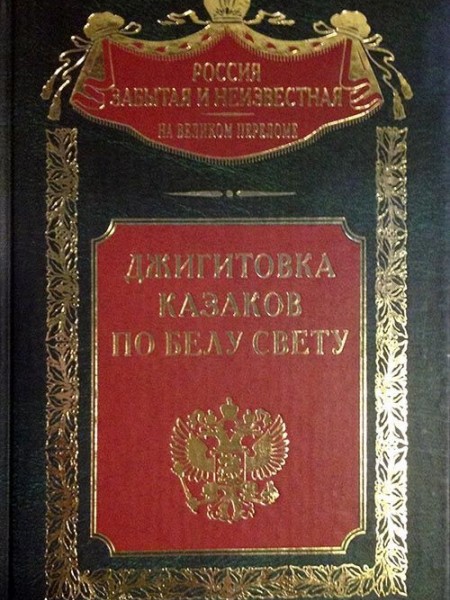 РОССИЯ
ЗАБЫТАЯ И НЕИЗВЕСТНАЯ
НА ВЕЛИКОМ ПЕРЕЛОМЕ
ДЖИГИТОВКА
КАЗАКОВ
ПО БЕЛУ СВЕТУ